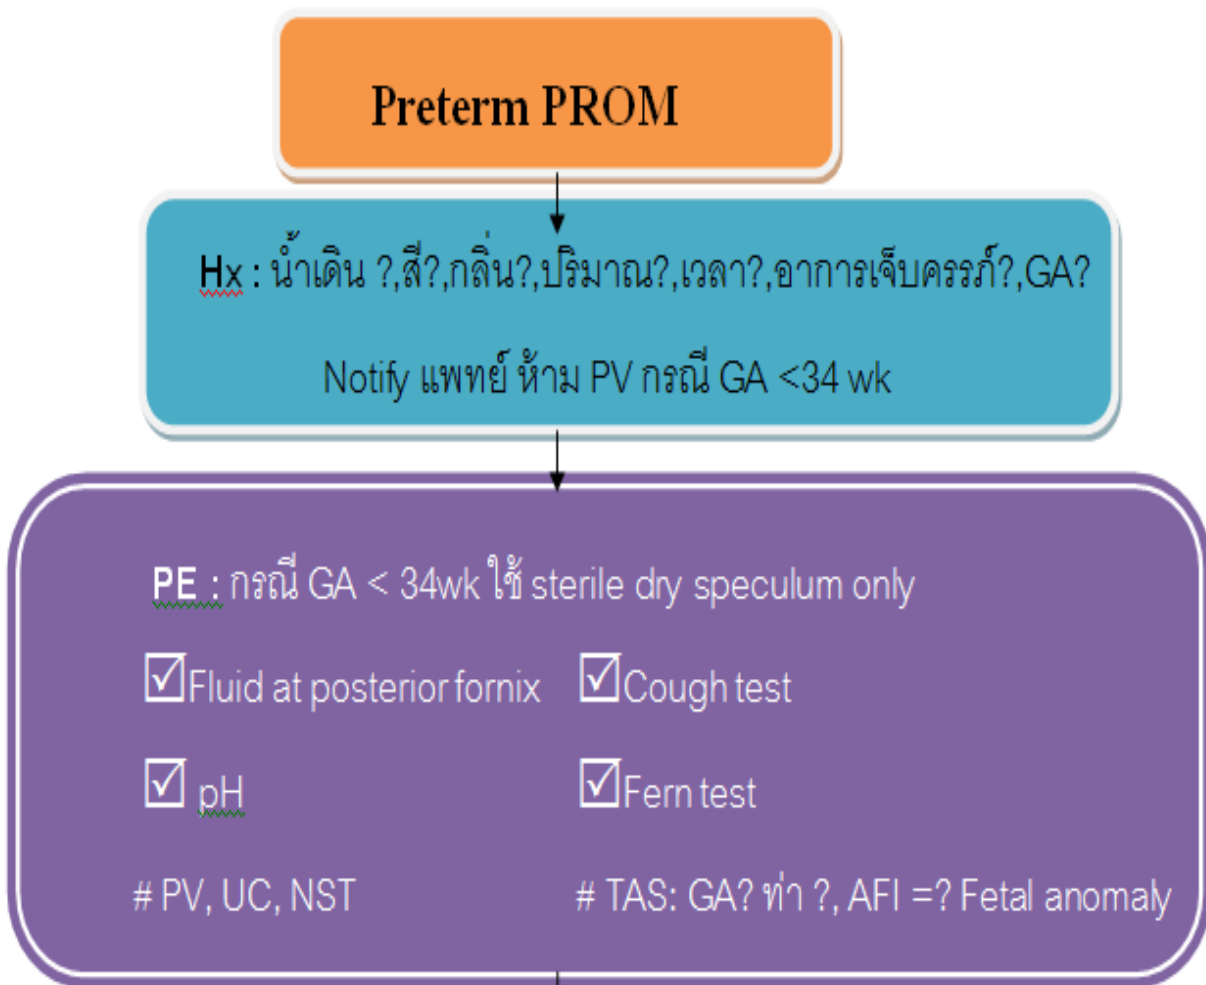 Preterm PROM
Hx : น้ำเดิน ?,สี?,กลิ่น?,ปริมาณ?,เวลา?,อาการเจ็บครรภ์?,GA?
Notify แพทย์ ห้าม PV กรณี GA <34 wk
PE : กรณี GA < 34wk ใช้ sterile dry speculum only
☑Fluid at posterior fornix ☑Cough test
☑ pH ☑Fern test
# PV, UC, NST # TAS: GA? ท่า ?, AFI =? Fetal anomaly